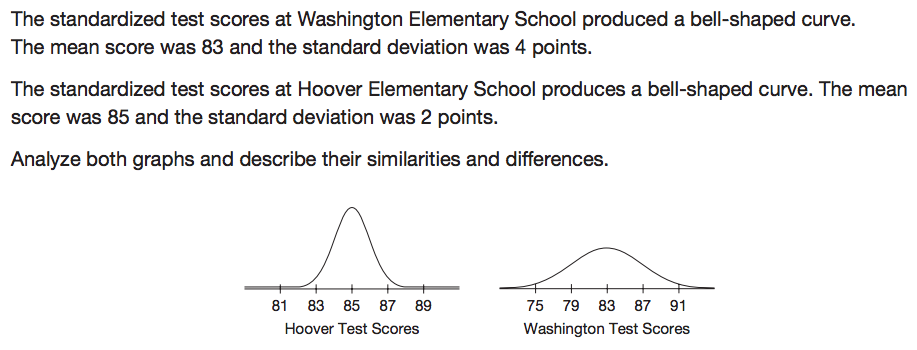 The standardized test scores at Washington Elementary School produced a bell-shaped curve.
The mean score was 83 and the standard deviation was 4 points.
The standardized test scores at Hoover Elementary School produces a bell-shaped curve. The mean
score was 85 and the standard deviation was 2 points.
Analyze both graphs and describe their similarities and differences.
81 83 85 87 89
Hoover Test Scores
75 79 83 87 91
Washington Test Scores